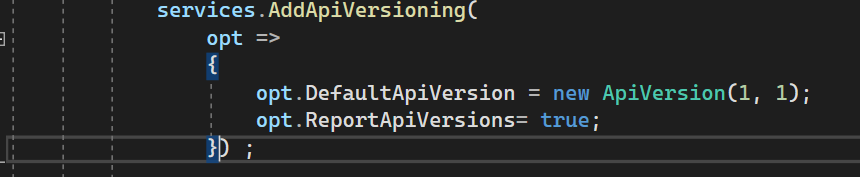 services.AddApiVersioning(
opt =>
{
opt.DefaultApiVersion = new ApiVersion(1, 1);
opt.ReportApiVersions= true;
}) ;